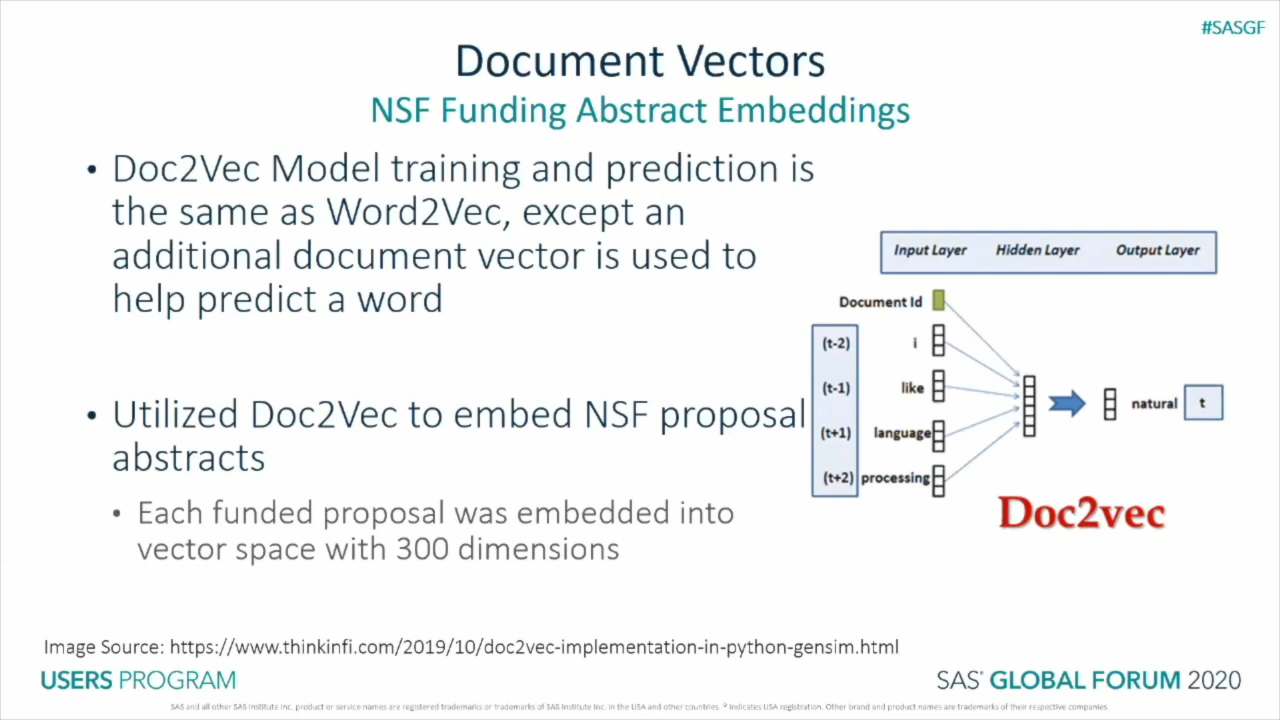 #SASGF
Document Vectors
NSF Funding Abstract Embeddings
• Doc2Vec Model training and prediction is
the same as Word2Vec, except an
additional document vector is used to
help predict a word
• Utilized Doc2Vec to embed NSF proposal
abstracts
• Each funded proposal was embedded into
vector space with 300 dimensions
Input Layer Hidden Layer Output Layer
Document Id
(t-2) i
(t-1) like
(t+1) language
(t+2) processing
natural t
Doc2vec
Image Source: https://www.thinkinfi.com/2019/10/doc2vec-implementation-in-python-gensim.html
USERS PROGRAM
SAS® GLOBAL FORUM 2020
SAS and all other SAS Institute Inc. product or service names are registered trademarks or trademarks of SAS Institute Inc. in the USA and other countries. ® indicates USA registration. Other brand and product names are trademarks of their respective companies.